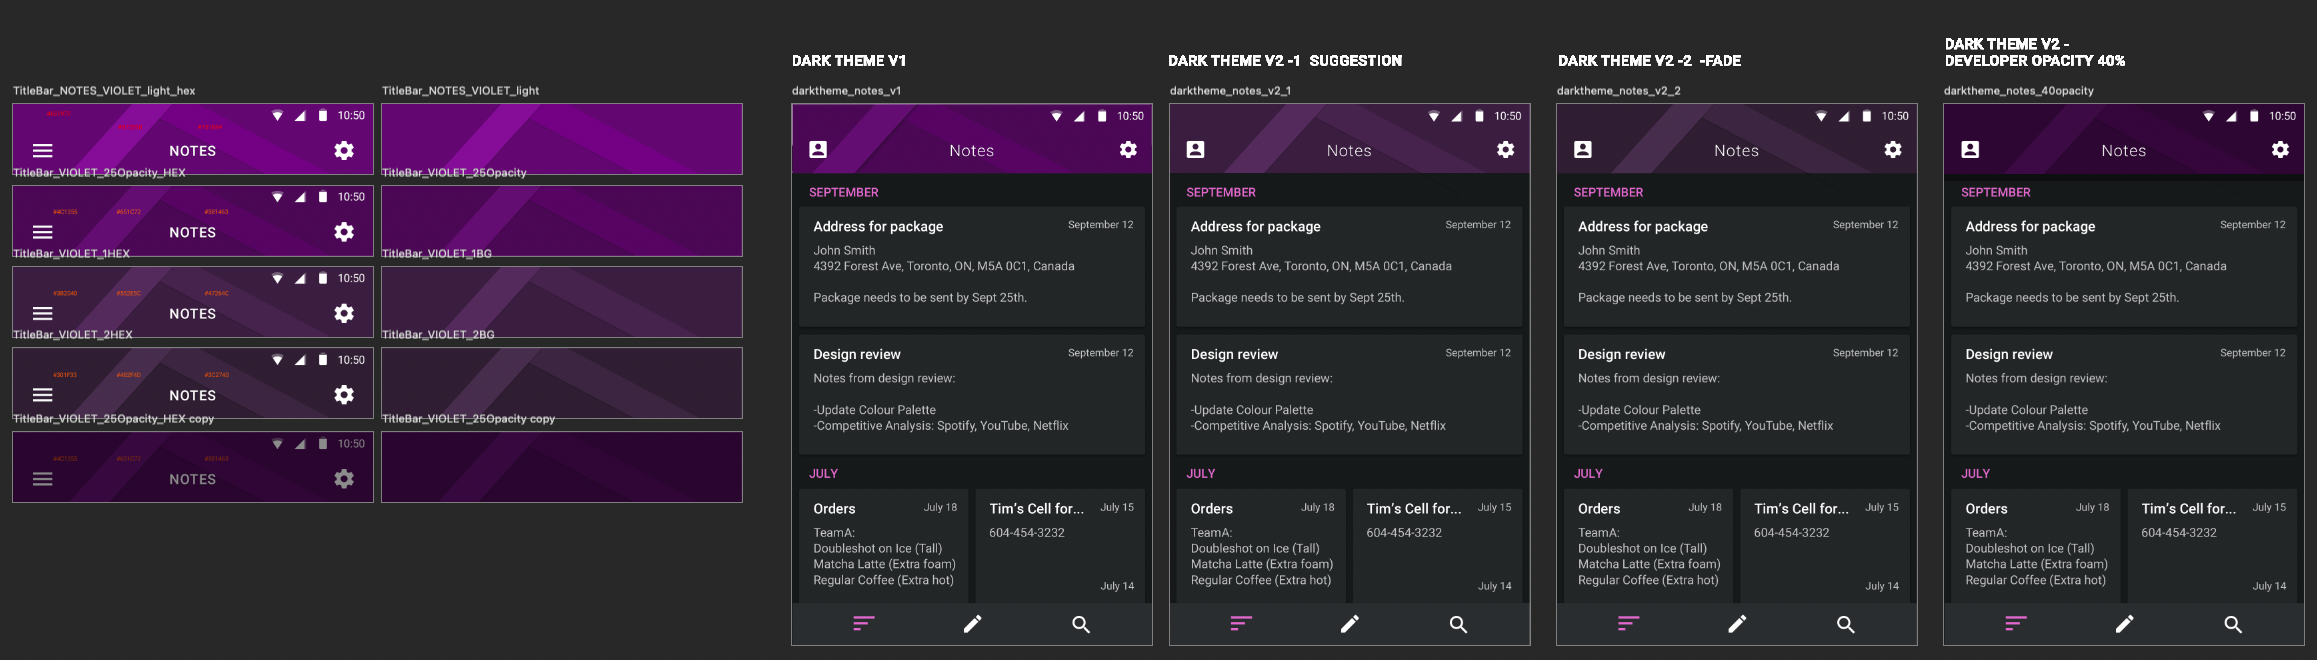 TitleBar_NOTES_VIOLET_light_hex
10:50
NOTES
TitleBar_VIOLET_25Opacity_HEX
#4C1355 #651C72 #581463
10:50
NOTES
TitleBar_VIOLET_1HEX
#3B2040 #552E5C #47264C
10:50
NOTES
TitleBar_VIOLET_2HEX
#301F33 #482F4D #3C2740
10:50
NOTES
TitleBar_VIOLET_25Opacity_HEX copy
#4C1355 #651C72 #581463
10:50
NOTES
TitleBar_NOTES_VIOLET_light
TitleBar_VIOLET_25Opacity
TitleBar_VIOLET_1BG
TitleBar_VIOLET_2BG
TitleBar_VIOLET_25Opacity copy
DARK THEME V1
darktheme_notes_v1
10:50
Notes
SEPTEMBER
Address for package September 12
John Smith
4392 Forest Ave, Toronto, ON, M5A 0C1, Canada
Package needs to be sent by Sept 25th.
Design review September 12
Notes from design review:
-Update Colour Palette
-Competitive Analysis: Spotify, YouTube, Netflix
JULY
Orders July 18
TeamA:
Doubleshot on Ice (Tall)
Matcha Latte (Extra foam)
Regular Coffee (Extra hot)
Tim's Cell for... July 15
604-454-3232
July 14
DARK THEME V2 -1 SUGGESTION
darktheme_notes_v2_1
10:50
Notes
SEPTEMBER
Address for package September 12
John Smith
4392 Forest Ave, Toronto, ON, M5A 0C1, Canada
Package needs to be sent by Sept 25th.
Design review September 12
Notes from design review:
-Update Colour Palette
-Competitive Analysis: Spotify, YouTube, Netflix
JULY
Orders July 18
TeamA:
Doubleshot on Ice (Tall)
Matcha Latte (Extra foam)
Regular Coffee (Extra hot)
Tim's Cell for... July 15
604-454-3232
July 14
DARK THEME V2 -2 -FADE
darktheme_notes_v2_2
10:50
Notes
SEPTEMBER
Address for package September 12
John Smith
4392 Forest Ave, Toronto, ON, M5A 0C1, Canada
Package needs to be sent by Sept 25th.
Design review September 12
Notes from design review:
-Update Colour Palette
-Competitive Analysis: Spotify, YouTube, Netflix
JULY
Orders July 18
TeamA:
Doubleshot on Ice (Tall)
Matcha Latte (Extra foam)
Regular Coffee (Extra hot)
Tim's Cell for... July 15
604-454-3232
July 14
DARK THEME V2 -
DEVELOPER OPACITY 40%
darktheme_notes_40opacity
10:50
Notes
SEPTEMBER
Address for package September 12
John Smith
4392 Forest Ave, Toronto, ON, M5A 0C1, Canada
Package needs to be sent by Sept 25th.
Design review September 12
Notes from design review:
-Update Colour Palette
-Competitive Analysis: Spotify, YouTube, Netflix
JULY
Orders July 18
TeamA:
Doubleshot on Ice (Tall)
Matcha Latte (Extra foam)
Regular Coffee (Extra hot)
Tim's Cell for... July 15
604-454-3232
July 14